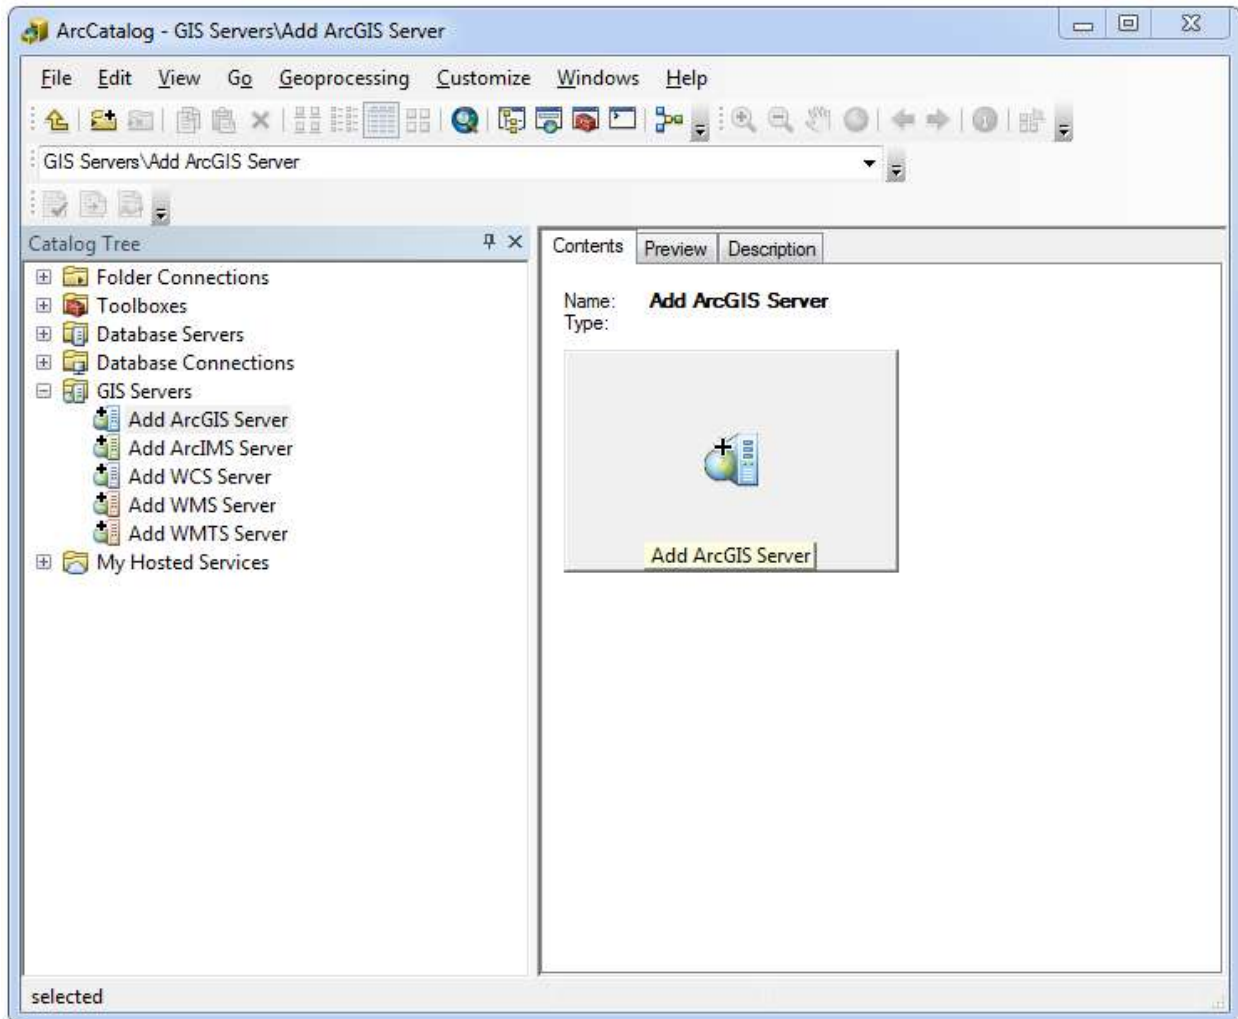 ArcCatalog - GIS Servers\Add ArcGIS Server
File Edit View Go Geoprocessing Customize Windows Help
GIS Servers\Add ArcGIS Server
Catalog Tree
Folder Connections
Toolboxes
Database Servers
Database Connections
GIS Servers
Add ArcGIS Server
Add ArcIMS Server
Add WCS Server
Add WMS Server
Add WMTS Server
My Hosted Services
Contents Preview Description
Name: Add ArcGIS Server
Type:
Add ArcGIS Server
selected